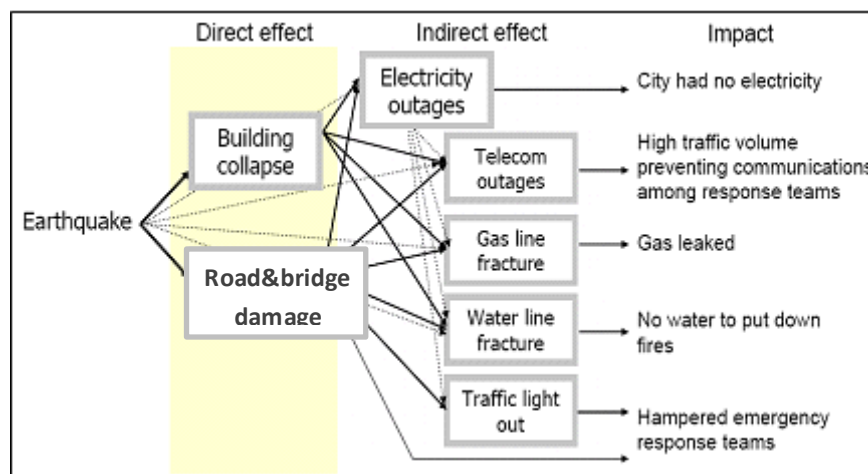 Direct effect
Indirect effect
Impact
Electricity
outages
City had no electricity
Building
collapse
Telecom
outages
High traffic volume
preventing communications
among response teams
Earthquake
Gas line
fracture
Gas leaked
Road&bridge
damage
Water line
fracture
No water to put down
fires
Traffic light
out
Hampered emergency
response teams